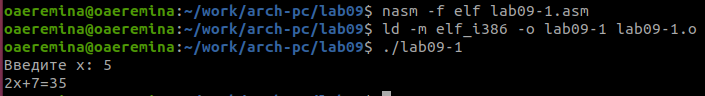 oaeremina@oaeremina:~/work/arch-pc/lab09$ nasm -f elf lab09-1.asm
oaeremina@oaeremina:~/work/arch-pc/lab09$ ld -m elf_i386 -o lab09-1 lab09-1.o
oaeremina@oaeremina:~/work/arch-pc/lab09$ ./lab09-1
Введите x: 5
2x+7=35